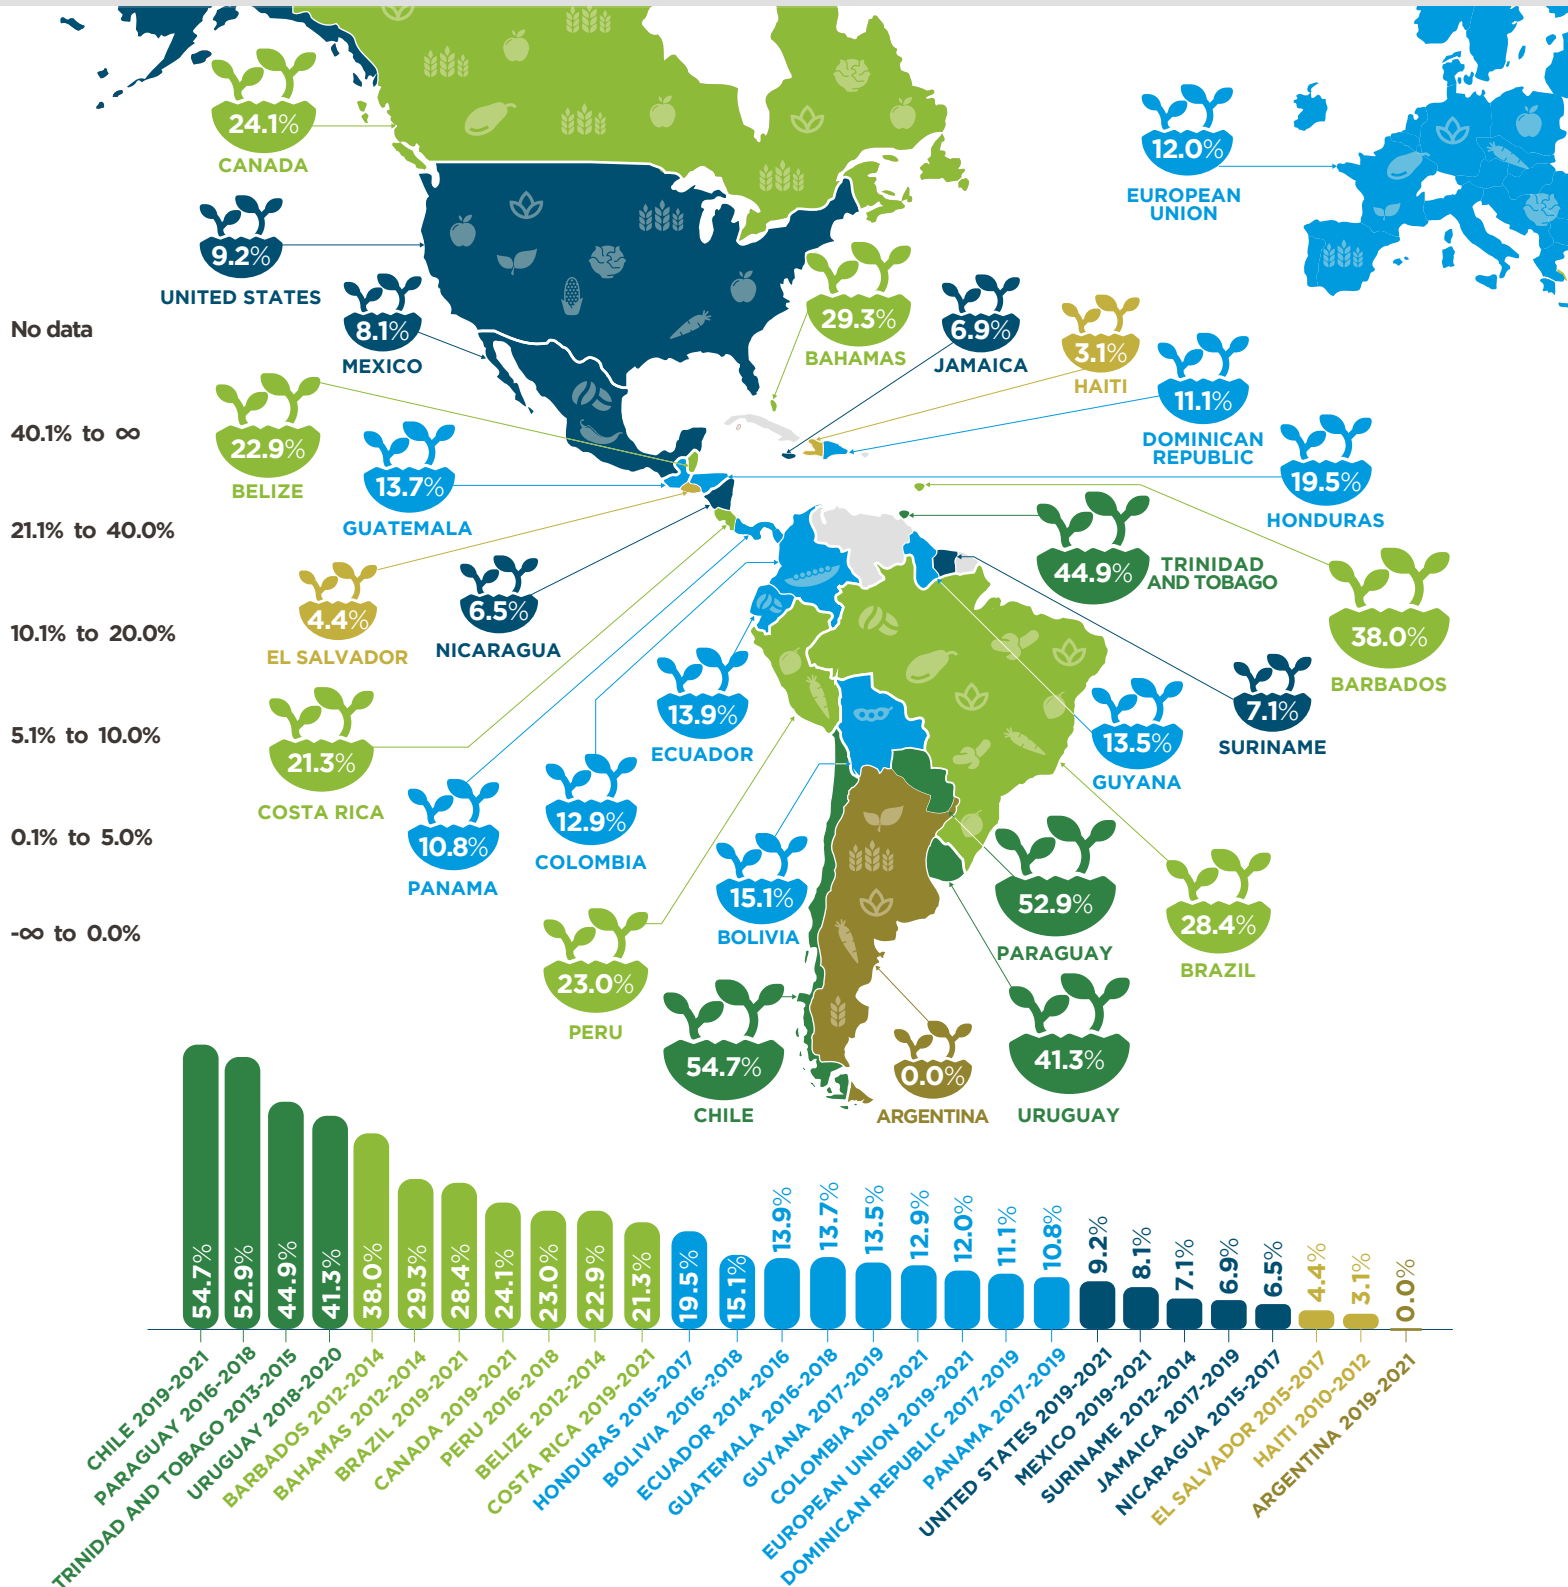 24.1%
CANADA
12.0%
EUROPEAN
UNION
9.2%
UNITED STATES
8.1%
MEXICO
29.3%
BAHAMAS
6.9%
JAMAICA
3.1%
HAITI
11.1%
DOMINICAN
REPUBLIC
No data
40.1% to ∞
21.1% to 40.0%
10.1% to 20.0%
5.1% to 10.0%
0.1% to 5.0%
-∞ to 0.0%
22.9%
BELIZE
13.7%
GUATEMALA
19.5%
HONDURAS
44.9%
TRINIDAD
AND TOBAGO
38.0%
BARBADOS
4.4%
EL SALVADOR
6.5%
NICARAGUA
13.9%
ECUADOR
7.1%
SURINAME
13.5%
GUYANA
21.3%
COSTA RICA
10.8%
PANAMA
12.9%
COLOMBIA
15.1%
BOLIVIA
52.9%
PARAGUAY
28.4%
BRAZIL
23.0%
PERU
54.7%
CHILE
0.0%
ARGENTINA
41.3%
URUGUAY
54.7%
52.9%
44.9%
41.3%
38.0%
29.3%
28.4%
24.1%
23.0%
22.9%
21.3%
19.5%
15.1%
13.9%
13.7%
13.5%
12.9%
12.0%
11.1%
10.8%
9.2%
8.1%
7.1%
6.9%
6.5%
4.4%
3.1%
0.0%
CHILE 2019-2021
PARAGUAY 2016-2018
TRINIDAD AND TOBAGO 2013-2015
URUGUAY 2018-2020
BARBADOS 2012-2014
BAHAMAS 2012-2014
BRAZIL 2019-2021
CANADA 2019-2021
PERU 2016-2018
BELIZE 2012-2014
COSTA RICA 2019-2021
HONDURAS 2015-2017
BOLIVIA 2016-2018
ECUADOR 2014-2016
GUATEMALA 2016-2018
GUYANA 2017-2019
COLOMBIA 2019-2021
EUROPEAN UNION 2019-2021
DOMINICAN REPUBLIC 2017-2019
PANAMA 2017-2019
UNITED STATES 2019-2021
MEXICO 2019-2021
SURINAME 2012-2014
JAMAICA 2017-2019
NICARAGUA 2015-2017
EL SALVADOR 2015-2017
HAITI 2010-2012
ARGENTINA 2019-2021